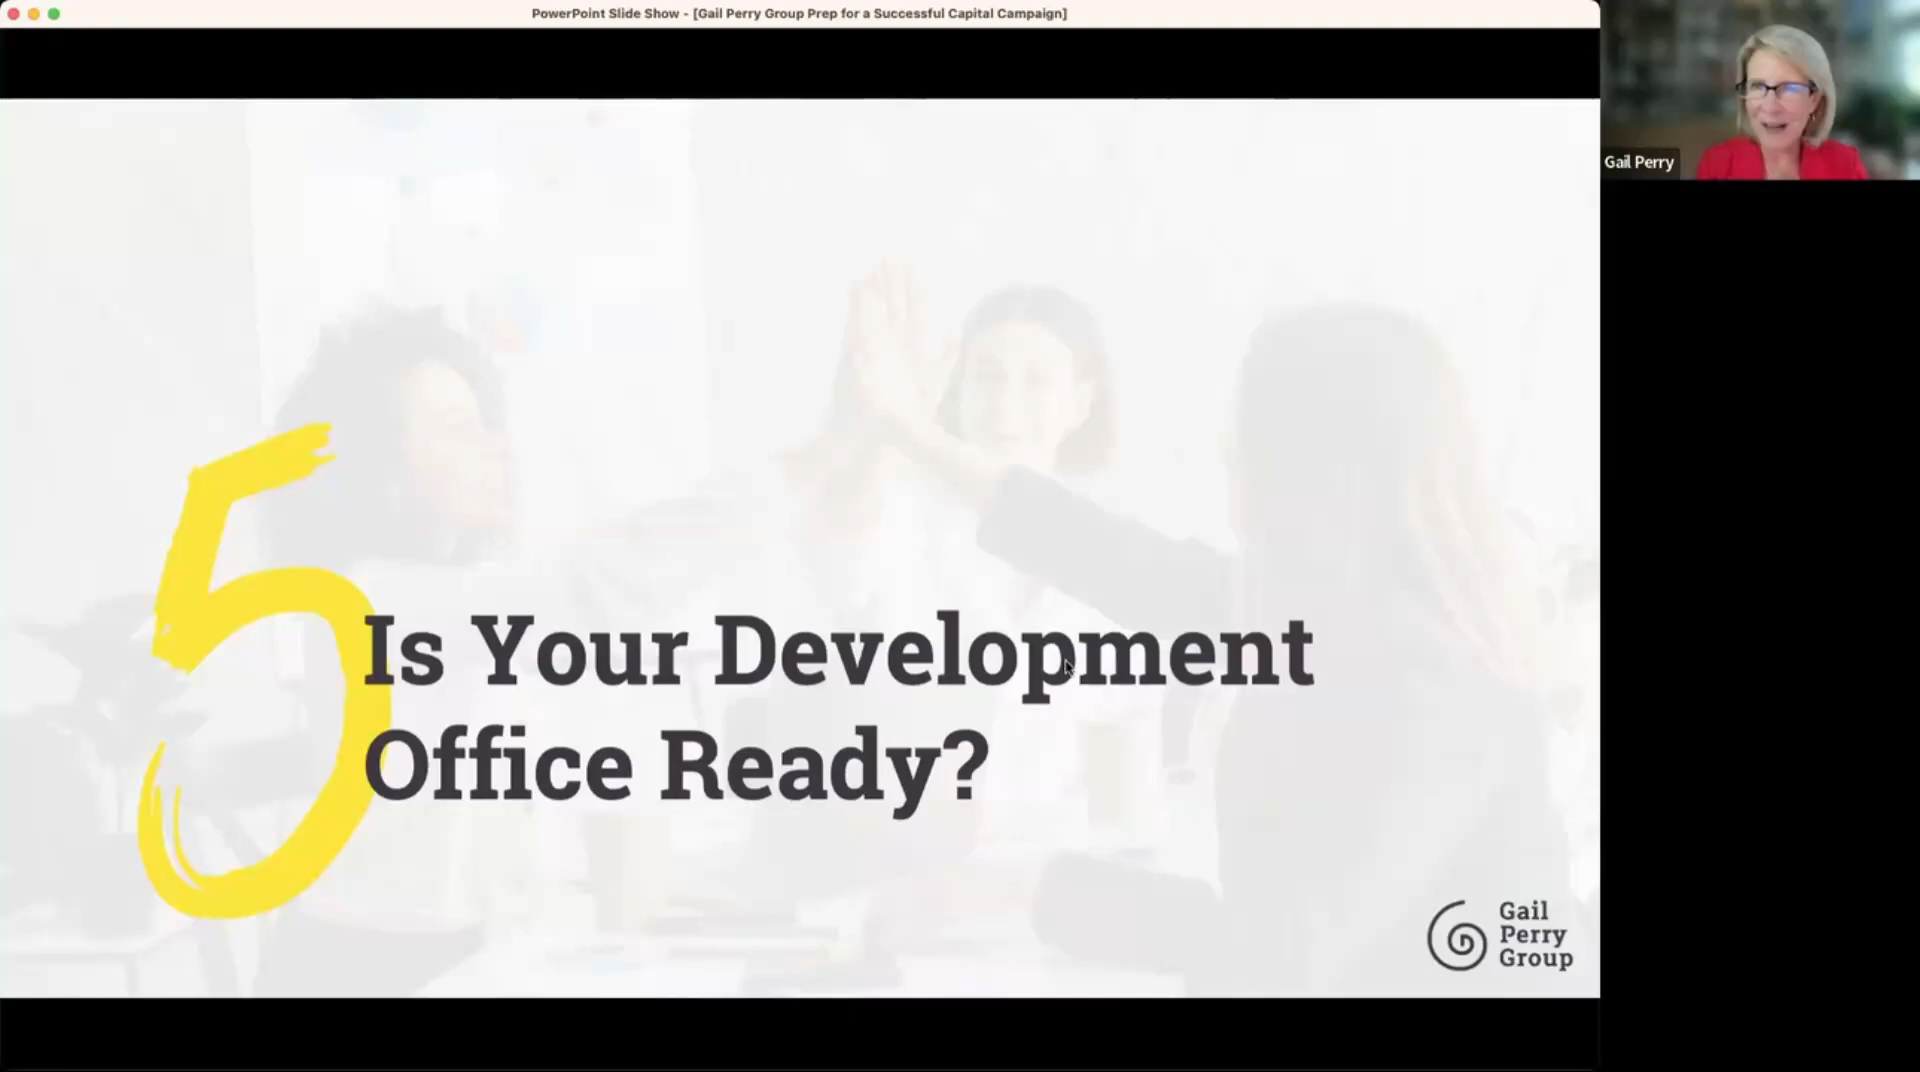 PowerPoint Slide Show - [Gail Perry Group Prep for a Successful Capital Campaign]
Gail Perry
5
Is Your Development
Office Ready?
Gail
Perry
Group